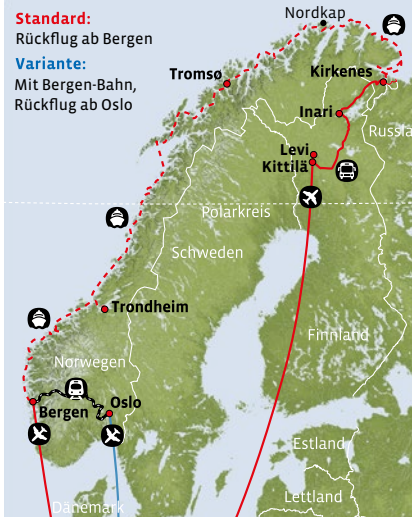 Standard:
Rückflug ab Bergen
Variante:
Mit Bergen-Bahn,
Rückflug ab Oslo
Nordkap
Tromsø
Kirkenes
Inari
Russla
Levi
Kittilä
Polarkreis
Schweden
Trondheim
Finnland
Norwegen
Bergen
Oslo
Estland
Lettland
Dänemark